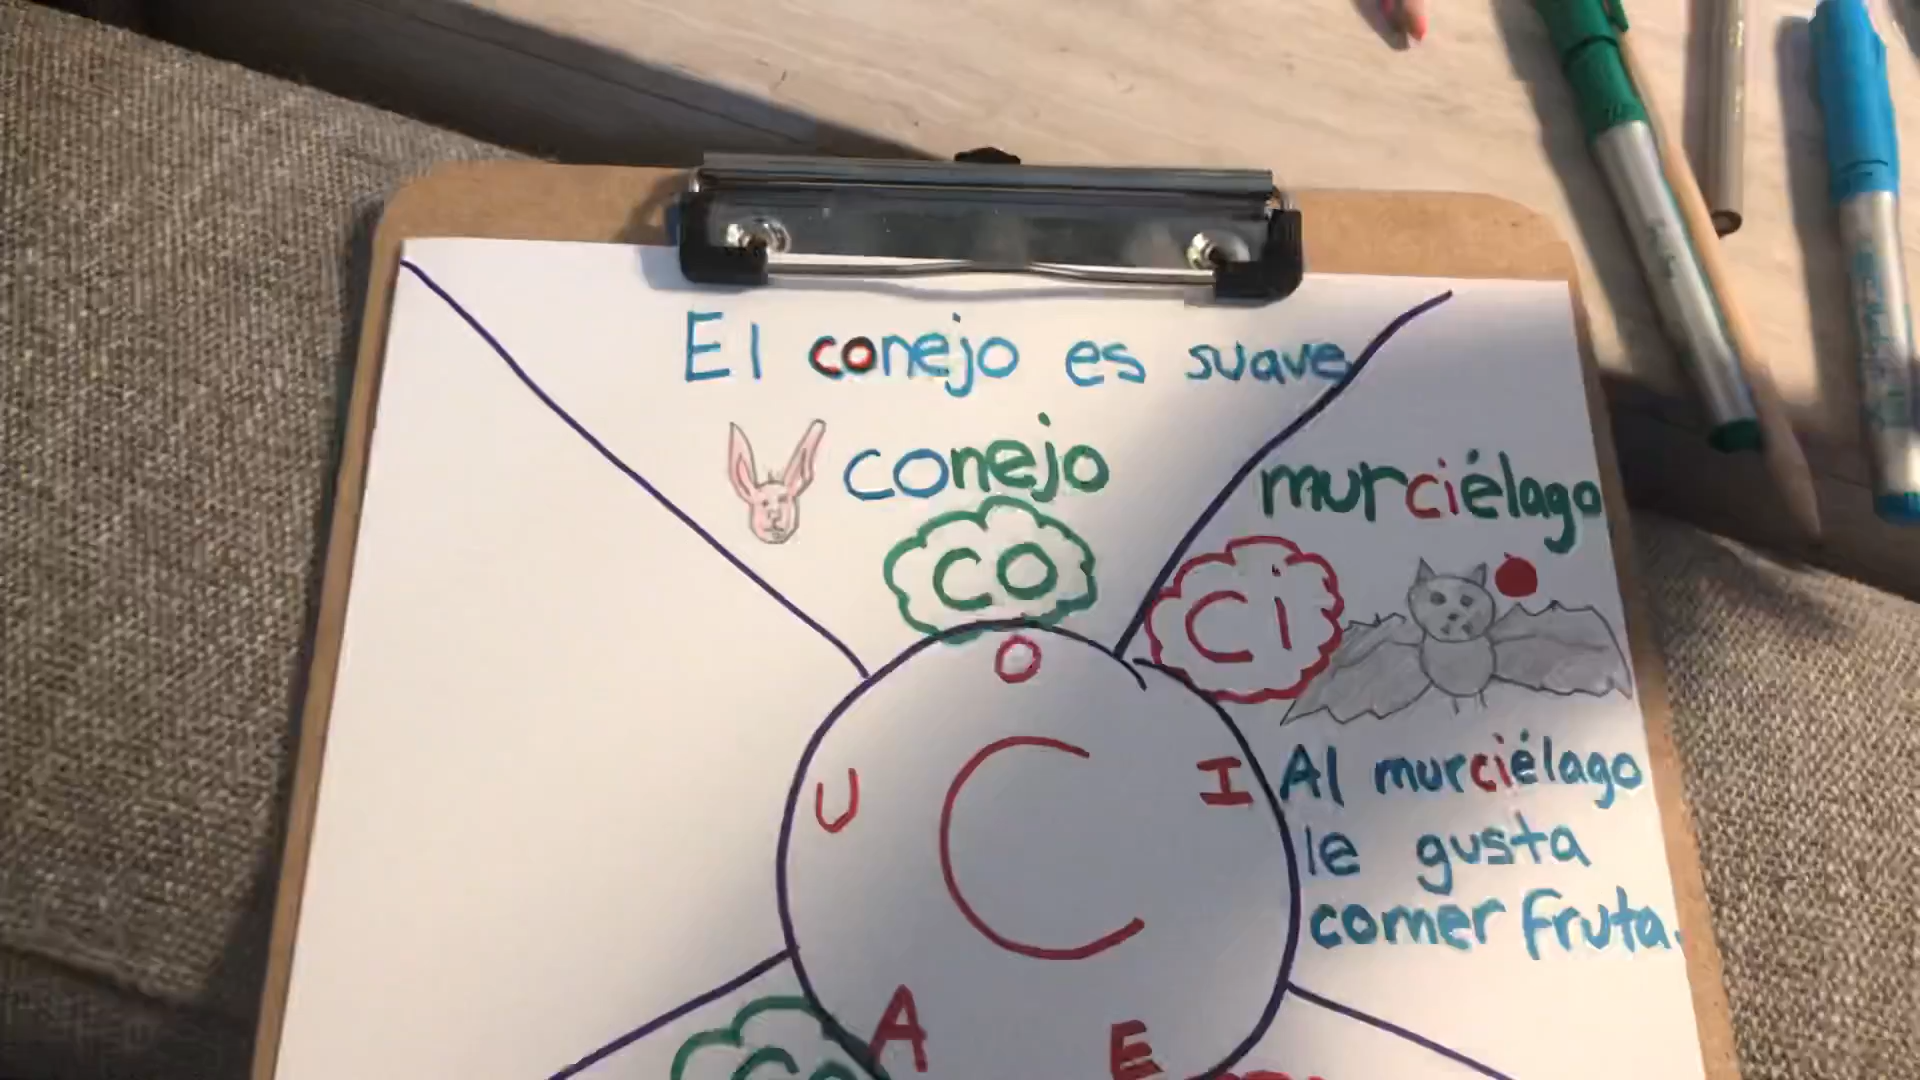 El conejo es suave
conejo
co
murciélago
ci
Al murciélago
le gusta
comer fruta.
O
U
C
I
A
E